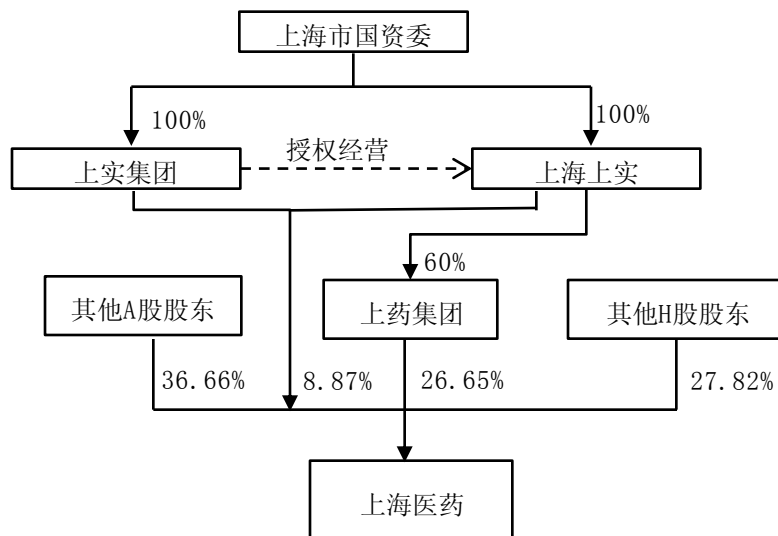 上海市国资委
100%
100%
上实集团
授权经营
上海上实
60%
其他A股股东
上药集团
其他H股股东
36.66%
8.87%
26.65%
27.82%
上海医药